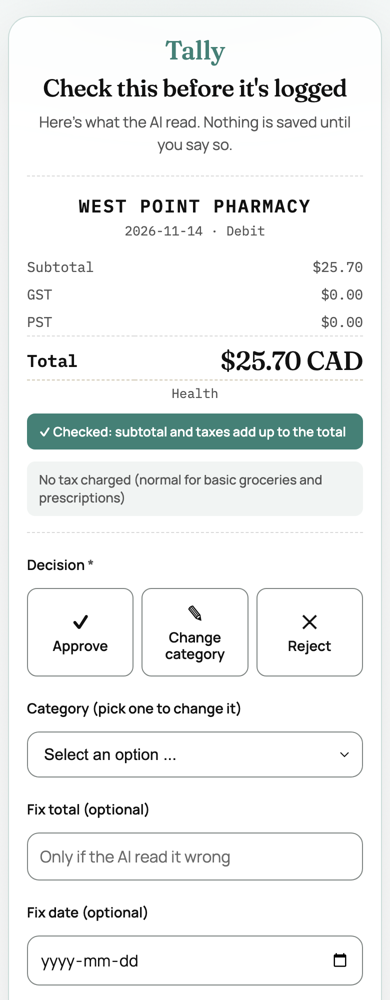 Tally
Check this before it's logged
Here's what the AI read. Nothing is saved until
you say so.
WEST POINT PHARMACY
2026-11-14 · Debit
Subtotal $25.70
GST $0.00
PST $0.00
Total $25.70 CAD
Health
✓ Checked: subtotal and taxes add up to the total
No tax charged (normal for basic groceries and
prescriptions)
Decision *
Approve
Change
category
Reject
Category (pick one to change it)
Select an option ...
Fix total (optional)
Only if the AI read it wrong
Fix date (optional)
yyyy-mm-dd